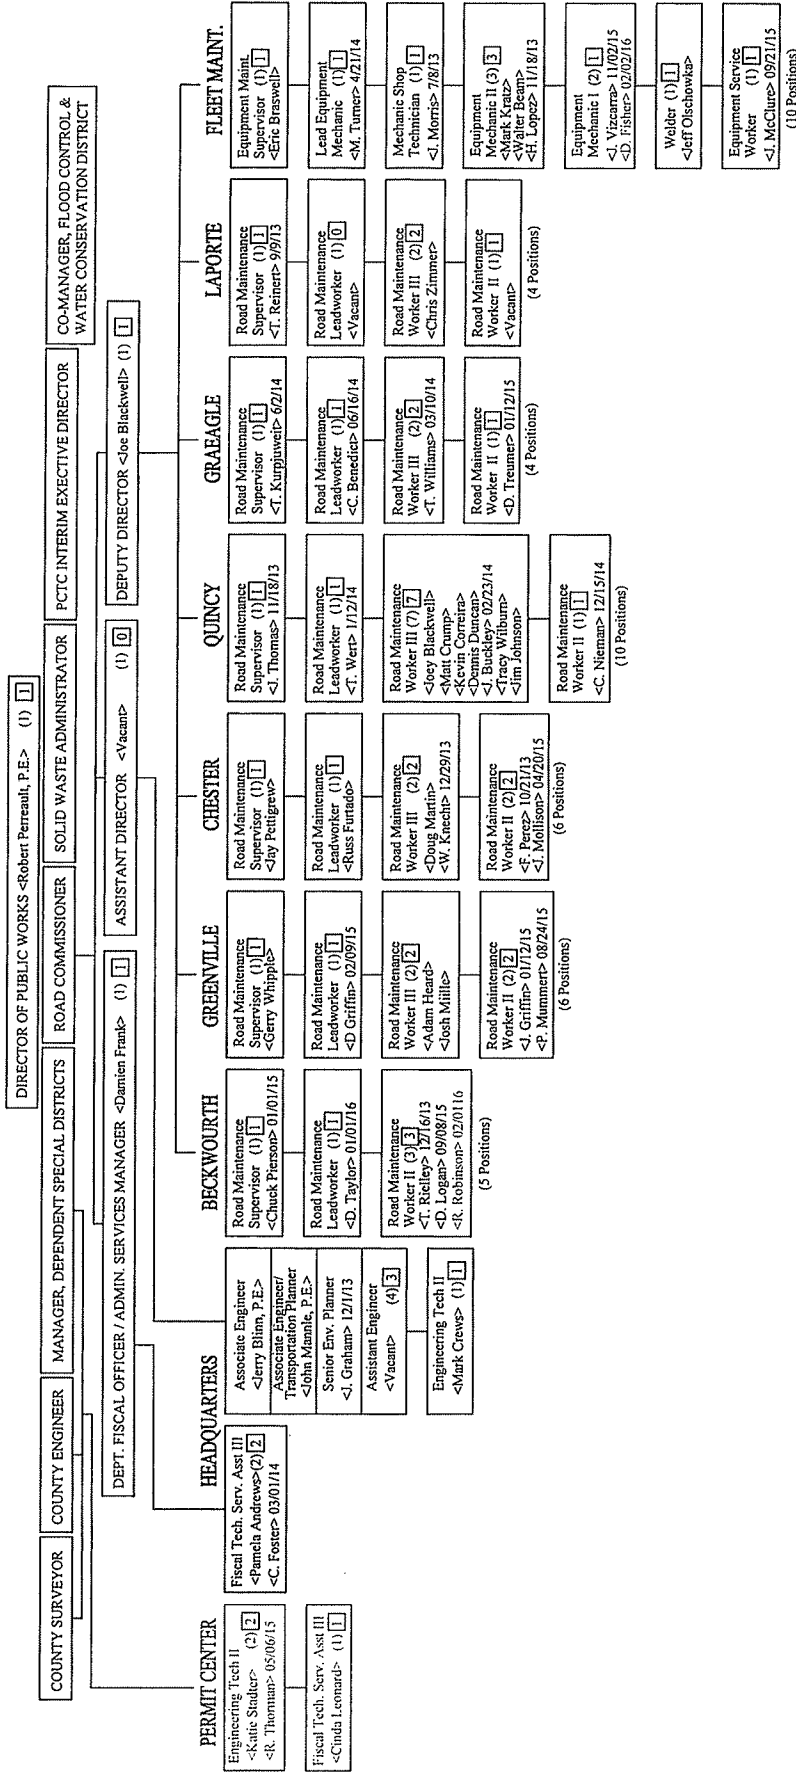 DIRECTOR OF PUBLIC WORKS <Robert Perreault, P.E.> (1) 1
COUNTY SURVEYOR
COUNTY ENGINEER
MANAGER, DEPENDENT SPECIAL DISTRICTS
ROAD COMMISSIONER
SOLID WASTE ADMINISTRATOR
PCTC INTERIM EXECTIVE DIRECTOR
CO-MANAGER, FLOOD CONTROL &
WATER CONSERVATION DISTRICT
DEPT. FISCAL OFFICER / ADMIN. SERVICES MANAGER <Damien Frank> (1) 1
ASSISTANT DIRECTOR <Vacant> (1) 0
DEPUTY DIRECTOR <Joe Blackwell> (1) 1
PERMIT CENTER
Engineering Tech II
<Katie Stadter> (2) 2
<R. Thorman> 05/06/15
Fiscal Tech. Serv. Asst III
<Cinda Leonard> (1) 1
HEADQUARTERS
Fiscal Tech. Serv. Asst III
<Pamela Andrews>(2) 2
<C. Foster> 03/01/14
Associate Engineer
<Jerry Blinn, P.E.>
Associate Engineer/
Transportation Planner
<John Mannle, P.E.>
Senior Env. Planner
<J. Graham> 12/1/13
Assistant Engineer
<Vacant> (4) 3
Engineering Tech II
<Mark Crews> (1) 1
BECKWOURTH
Road Maintenance
Supervisor (1) 1
<Chuck Pierson> 01/01/15
Road Maintenance
Leadworker (1) 1
<D. Taylor> 01/01/16
Road Maintenance
Worker II (3) 3
<T. Rielley> 12/16/13
<D. Logan> 09/08/15
<R. Robinson> 02/0116
(5 Positions)
GREENVILLE
Road Maintenance
Supervisor (1) 1
<Gerry Whipple>
Road Maintenance
Leadworker (1) 1
<D Griffin> 02/09/15
Road Maintenance
Worker III (2) 2
<Adam Heard>
<Josh Mille>
Road Maintenance
Worker II (2) 2
<J. Griffin> 01/12/15
<P. Mummert> 08/24/15
(6 Positions)
CHESTER
Road Maintenance
Supervisor (1) 1
<Jay Pettigrew>
Road Maintenance
Leadworker (1) 1
<Russ Furtado>
Road Maintenance
Worker III (2) 2
<Doug Martin>
<W. Knecht> 12/29/13
Road Maintenance
Worker II (2) 2
<F. Perez> 10/21/13
<J. Mollison> 04/20/15
(6 Positions)
QUINCY
Road Maintenance
Supervisor (1) 1
<J. Thomas> 11/18/13
Road Maintenance
Leadworker (1) 1
<T. Wert> 1/12/14
Road Maintenance
Worker III (7) 7
<Joey Blackwell>
<Matt Crump>
<Kevin Correira>
<Dennis Duncan>
<J. Buckley> 02/23/14
<Tracy Wilburn>
<Jim Johnson>
Road Maintenance
Worker II (1) 1
<C. Nieman> 12/15/14
(10 Positions)
GRAEAGLE
Road Maintenance
Supervisor (1) 1
<T. Kurpjuweit> 6/2/14
Road Maintenance
Leadworker (1) 1
<C. Benedict> 06/16/14
Road Maintenance
Worker III (2) 2
<T. Williams> 03/10/14
Road Maintenance
Worker II (1) 1
<D. Treumer> 01/12/15
(4 Positions)
LAPORTE
Road Maintenance
Supervisor (1) 1
<T. Reinert> 9/9/13
Road Maintenance
Leadworker (1) 0
<Vacant>
Road Maintenance
Worker III (2) 2
<Chris Zimmer>
Road Maintenance
Worker II (1) 1
<Vacant>
(4 Positions)
FLEET MAINT.
Equipment Maint.
Supervisor (1) 1
<Eric Braswell>
Lead Equipment
Mechanic (1) 1
<M. Turner> 4/21/14
Mechanic Shop
Technician (1) 1
<J. Morris> 7/8/13
Equipment
Mechanic II (3) 3
<Mark Kratz>
<Walter Beam>
<H. Lopez> 11/18/13
Equipment
Mechanic I (2) 1
<J. Vizcarra> 11/02/15
<D. Fisher> 02/02/16
Welder (1) 1
<Jeff Olschowka>
Equipment Service
Worker (1) 1
<J. McClure> 09/21/15
(10 Positions)